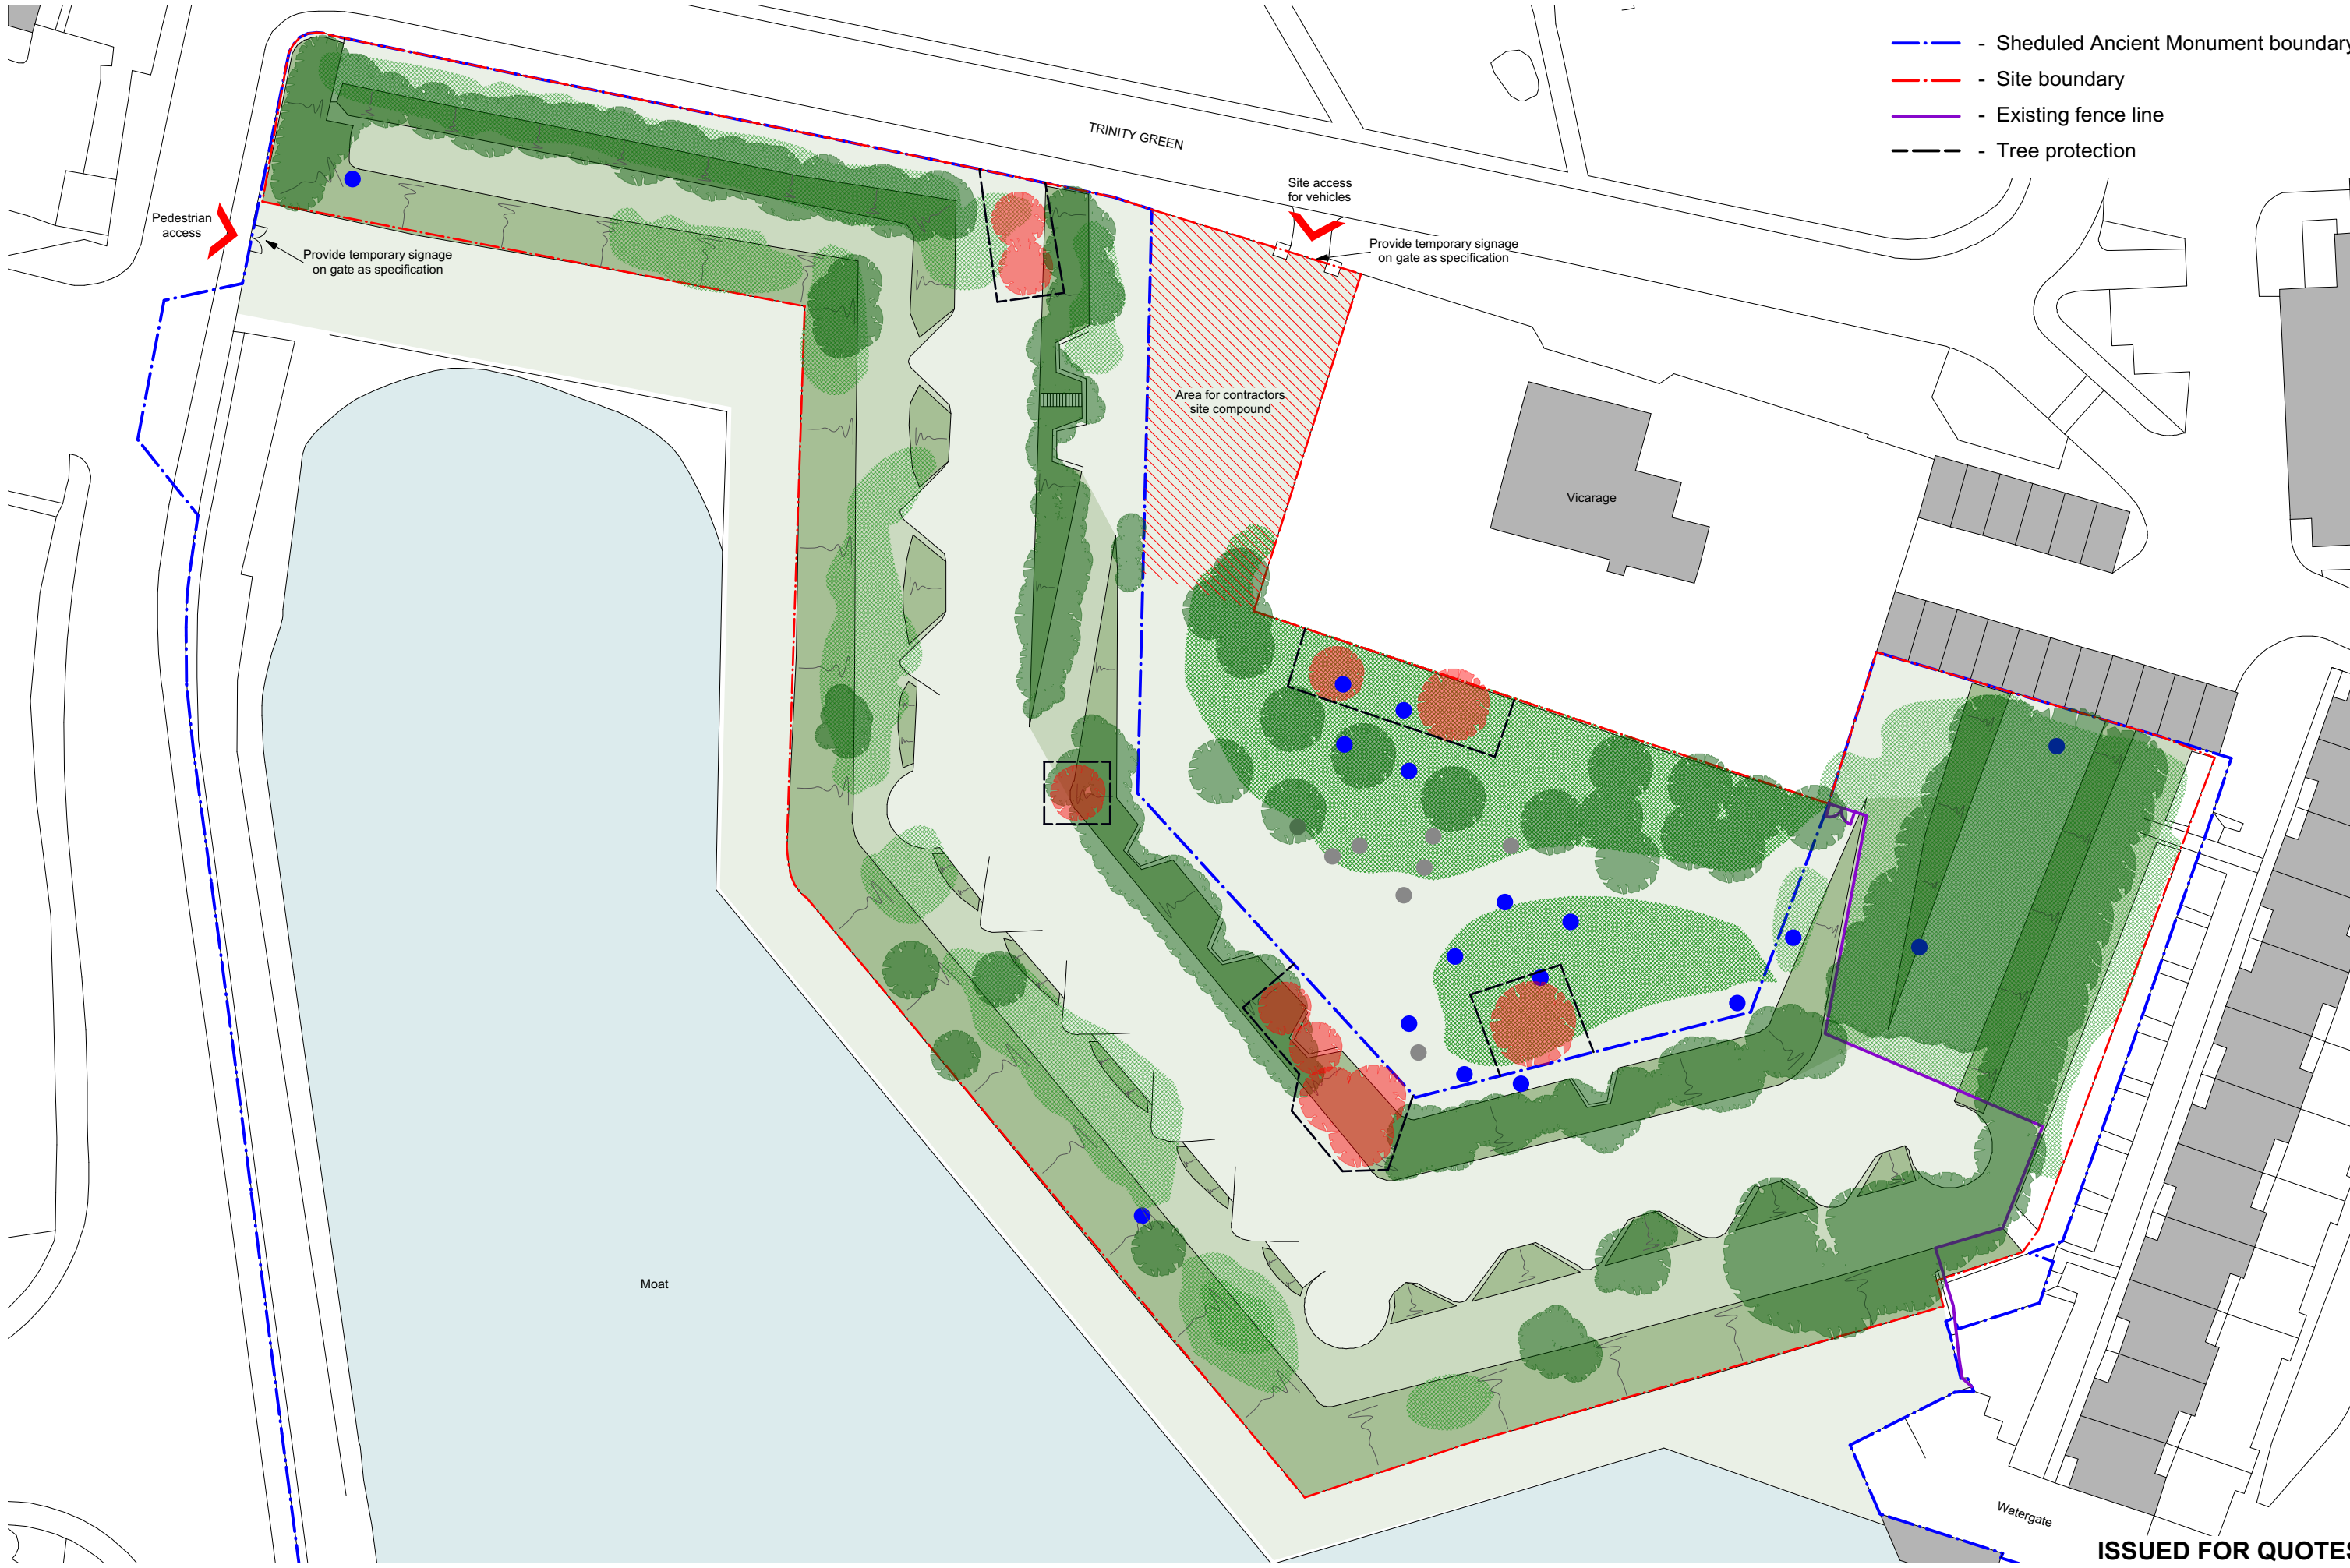 - Sheduled Ancient Monument boundary
- Site boundary
- Existing fence line
- Tree protection
TRINITY GREEN
Site access
for vehicles
Pedestrian
access
Provide temporary signage
on gate as specification
Provide temporary signage
on gate as specification
Area for contractors
site compound
Vicarage
Moat
Watergate
ISSUED FOR QUOTE